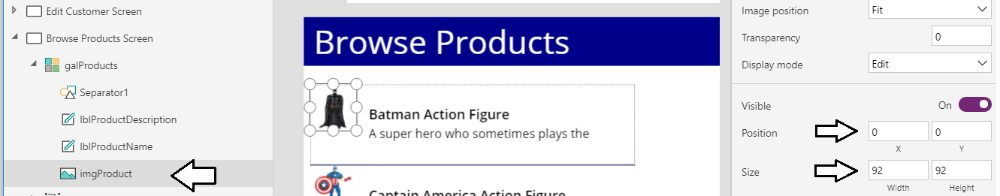 Edit Customer Screen
Browse Products Screen
galProducts
Separator1
lblProductDescription
lblProductName
imgProduct
Browse Products
Batman Action Figure
A super hero who sometimes plays the
Captain America Action Figure
Image position Fit
Transparency 0
Display mode Edit
Visible On
Position 0 0
X Y
Size 92 92
Width Height